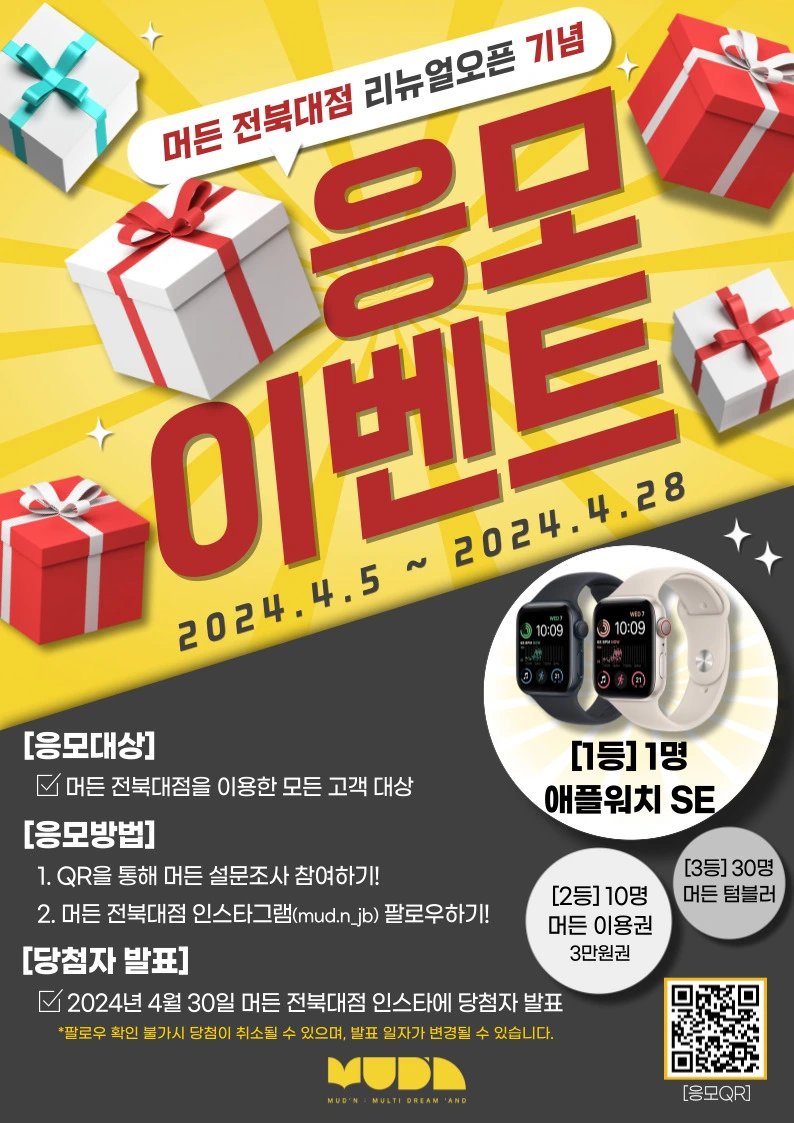 머든 전북대점 리뉴얼오픈 기념
응모
이벤트
2024.4.5 ~ 2024.4.28
WED 7
10:09
WED 7
10:09
[1등] 1명
애플워치 SE
[2등] 10명
머든 이용권
3만원권
[3등] 30명
머든 텀블러
[응모대상]
머든 전북대점을 이용한 모든 고객 대상
[응모방법]
1. QR을 통해 머든 설문조사 참여하기!
2. 머든 전북대점 인스타그램(mud.n_jb) 팔로우하기!
[당첨자 발표]
2024년 4월 30일 머든 전북대점 인스타에 당첨자 발표
*팔로우 확인 불가시 당첨이 취소될 수 있으며, 발표 일자가 변경될 수 있습니다.
MUD'N
MUD'N : MULTI DREAM 'AND
[응모QR]